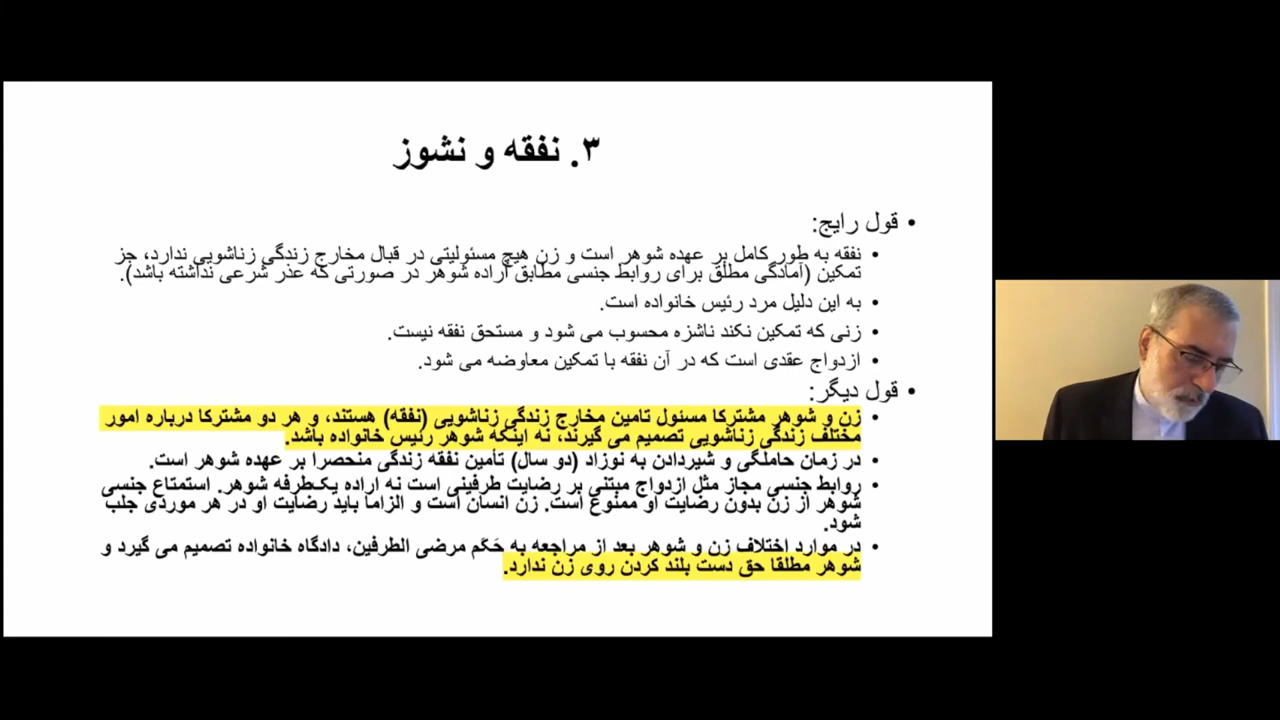 ۳. نفقه و نشوز
• قول رایج:
• نفقه به طور کامل بر عهده شوهر است و زن هیچ مسئولیتی در قبال مخارج زندگی زناشویی ندارد، جز
تمکین (آمادگی مطلق برای روابط جنسی مطابق اراده شوهر در صورتی که عذر شرعی نداشته باشد).
• به این دلیل مرد رئیس خانواده است.
• زنی که تمکین نکند ناشزه محسوب می شود و مستحق نفقه نیست.
• ازدواج عقدی است که در آن نفقه با تمکین معاوضه می شود.
• قول دیگر:
• زن و شوهر مشترکا مسئول تامین مخارج زندگی زناشویی (نفقه) هستند، و هر دو مشترکا درباره امور
مختلف زندگی زناشویی تصمیم می گیرند، نه اینکه شوهر رئیس خانواده باشد.
• در زمان حاملگی و شیردادن به نوزاد (دو سال) تأمین نفقه زندگی منحصرا بر عهده شوهر است.
• روابط جنسی مجاز مثل ازدواج مبتنی بر رضایت طرفینی است نه اراده یک‌طرفه شوهر. استمتاع جنسی
شوهر از زن بدون رضایت او ممنوع است. زن انسان است و الزاما باید رضایت او در هر موردی جلب
شود.
• در موارد اختلاف زن و شوهر بعد از مراجعه به حَکَم مرضی الطرفین، دادگاه خانواده تصمیم می گیرد و
شوهر مطلقا حق دست بلند کردن روی زن ندارد.